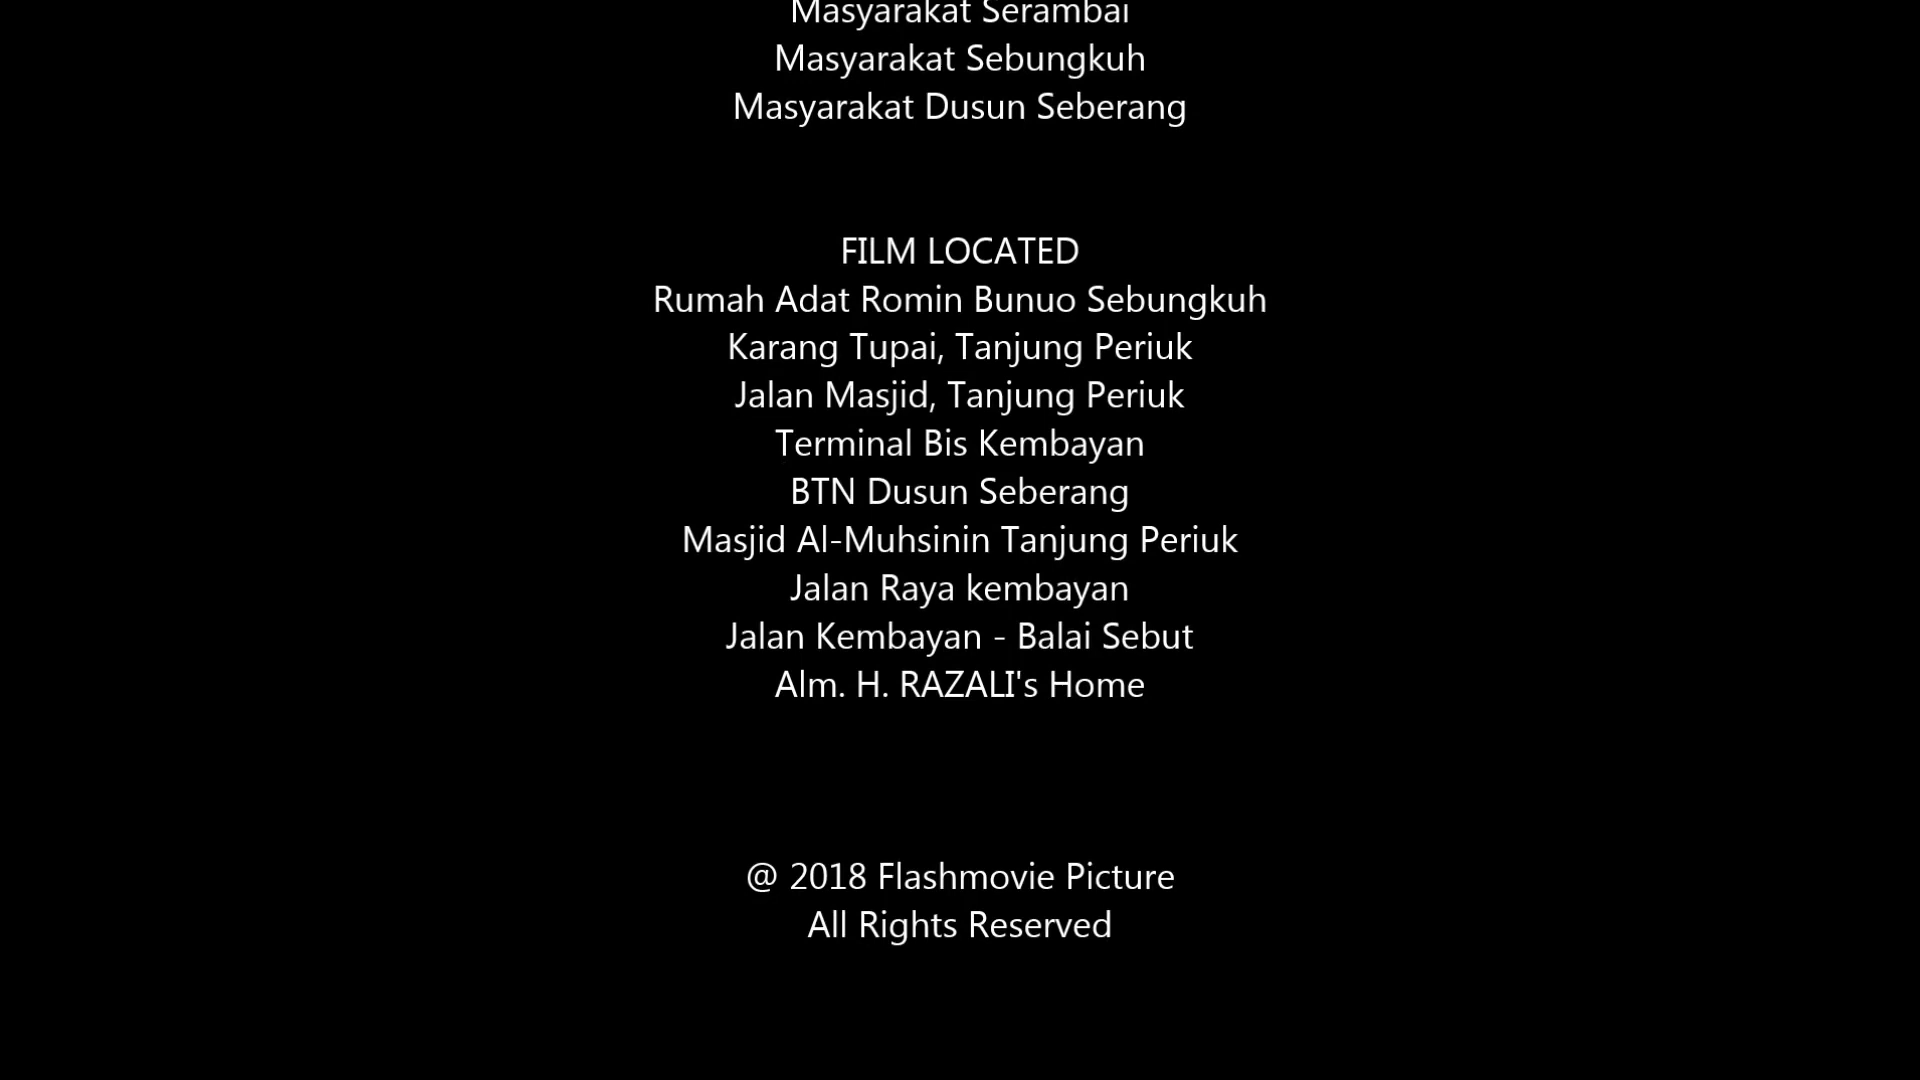 Masyarakat Serambai
Masyarakat Sebungkuh
Masyarakat Dusun Seberang
FILM LOCATED
Rumah Adat Romin Bunuo Sebungkuh
Karang Tupai, Tanjung Periuk
Jalan Masjid, Tanjung Periuk
Terminal Bis Kembayan
BTN Dusun Seberang
Masjid Al-Muhsinin Tanjung Periuk
Jalan Raya kembayan
Jalan Kembayan - Balai Sebut
Alm. H. RAZALI's Home
@ 2018 Flashmovie Picture
All Rights Reserved